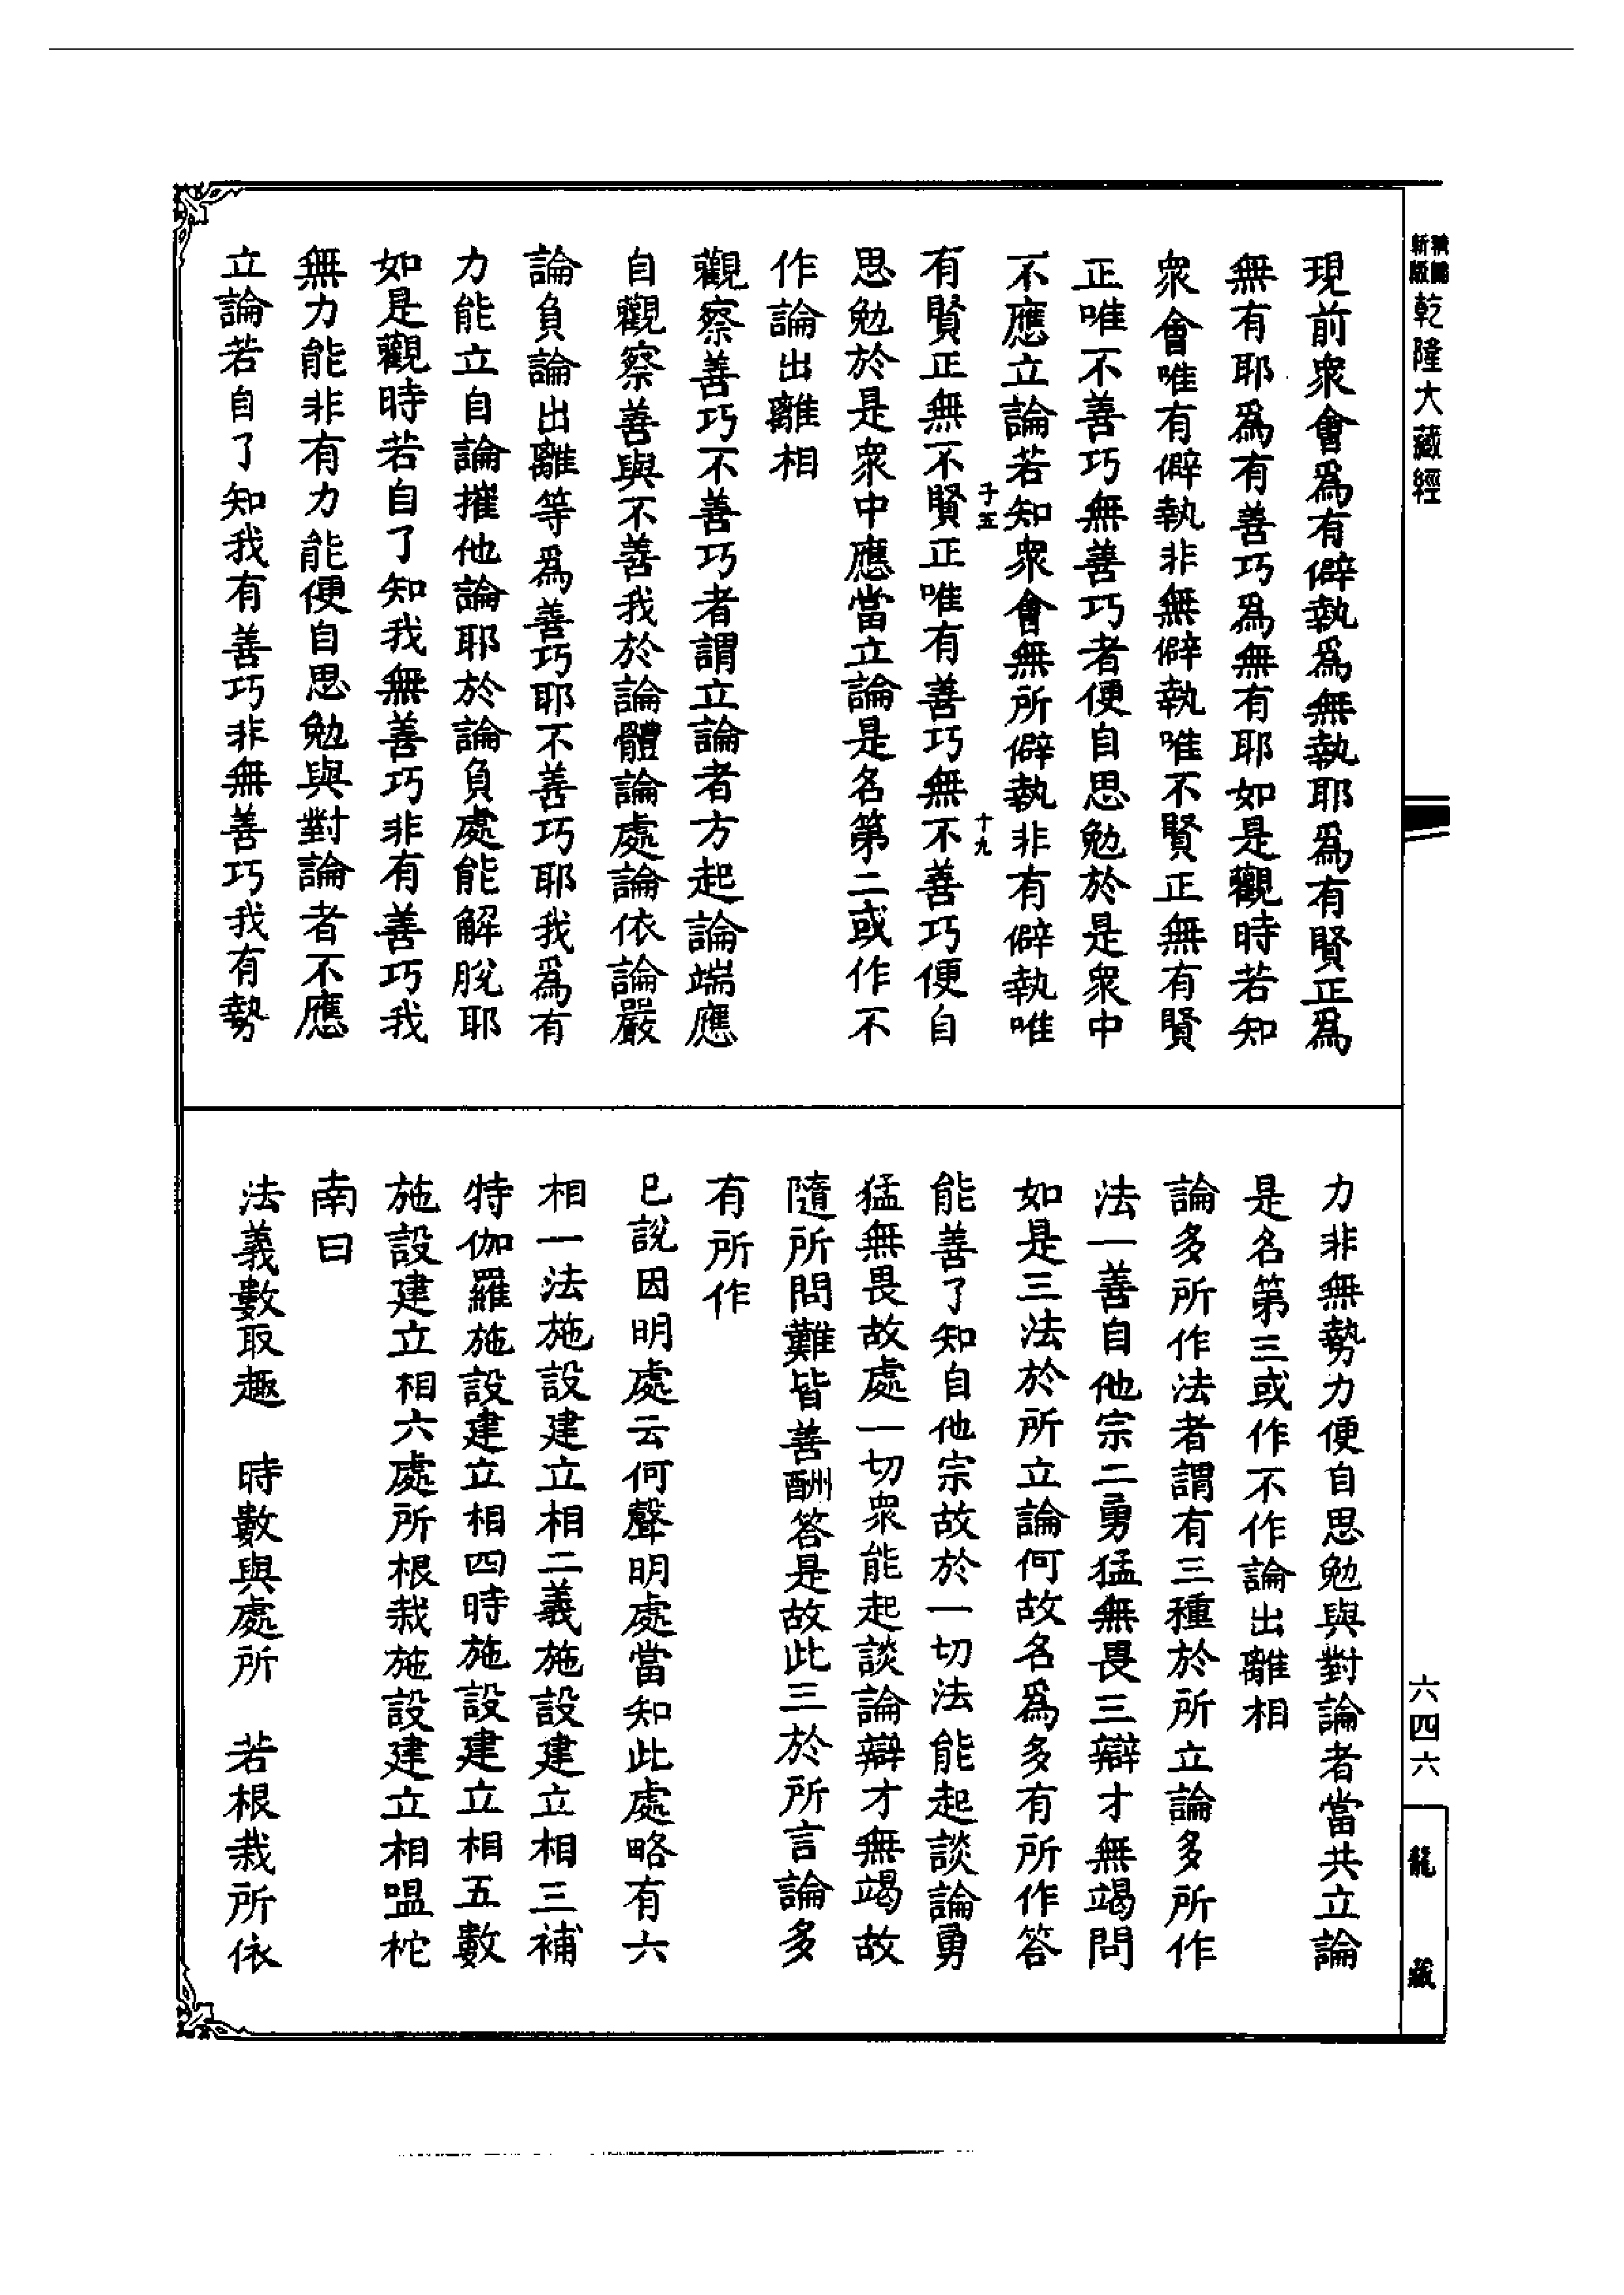 乾隆大藏經
現前衆會爲有僻執爲無執耶爲有賢正爲
無有耶爲有善巧爲無有耶如是觀時若知
衆會唯有僻執非無僻執唯不賢正無有賢
正唯不善巧無善巧者便自思勉於是衆中
不應立論若知衆會無所僻執非有僻執唯
子五
十九
有賢正無不賢正唯有善巧無不善巧便自
思勉於是衆中應當立論是名第二或作不
作論出離相
觀察善巧不善巧者謂立論者方起論端應
自觀察善與不善我於論體論處論依論嚴
論負論出離等爲善巧耶不善巧耶我爲有
力能立自論摧他論耶於論負處能解脫耶
如是觀時若自了知我無善巧非有善巧我
無力能非有力能便自思勉與對論者不應
立論若自了知我有善巧非無善巧我有勢
力非無勢力便自思勉與對論者當共立論
是名第三或作不作論出離相
論多所作法者謂有三種於所立論多所作
法一善自他宗二勇猛無畏三辯才無竭問
如是三法於所立論何故名爲多有所作答
能善了知自他宗故於一切法能起談論勇
猛無畏故處一切衆能起談論辯才無竭故
隨所問難皆善酬答是故此三於所言論多
有所作
已說因明處云何聲明處當知此處略有六
相一法施設建立相二義施設建立相三補
特伽羅施設建立相四時施設建立相五數
施設建立相六處所根栽施設建立相嗢柁
南曰
法義數取趣　時數與處所　若根栽所依
六四六
龍藏